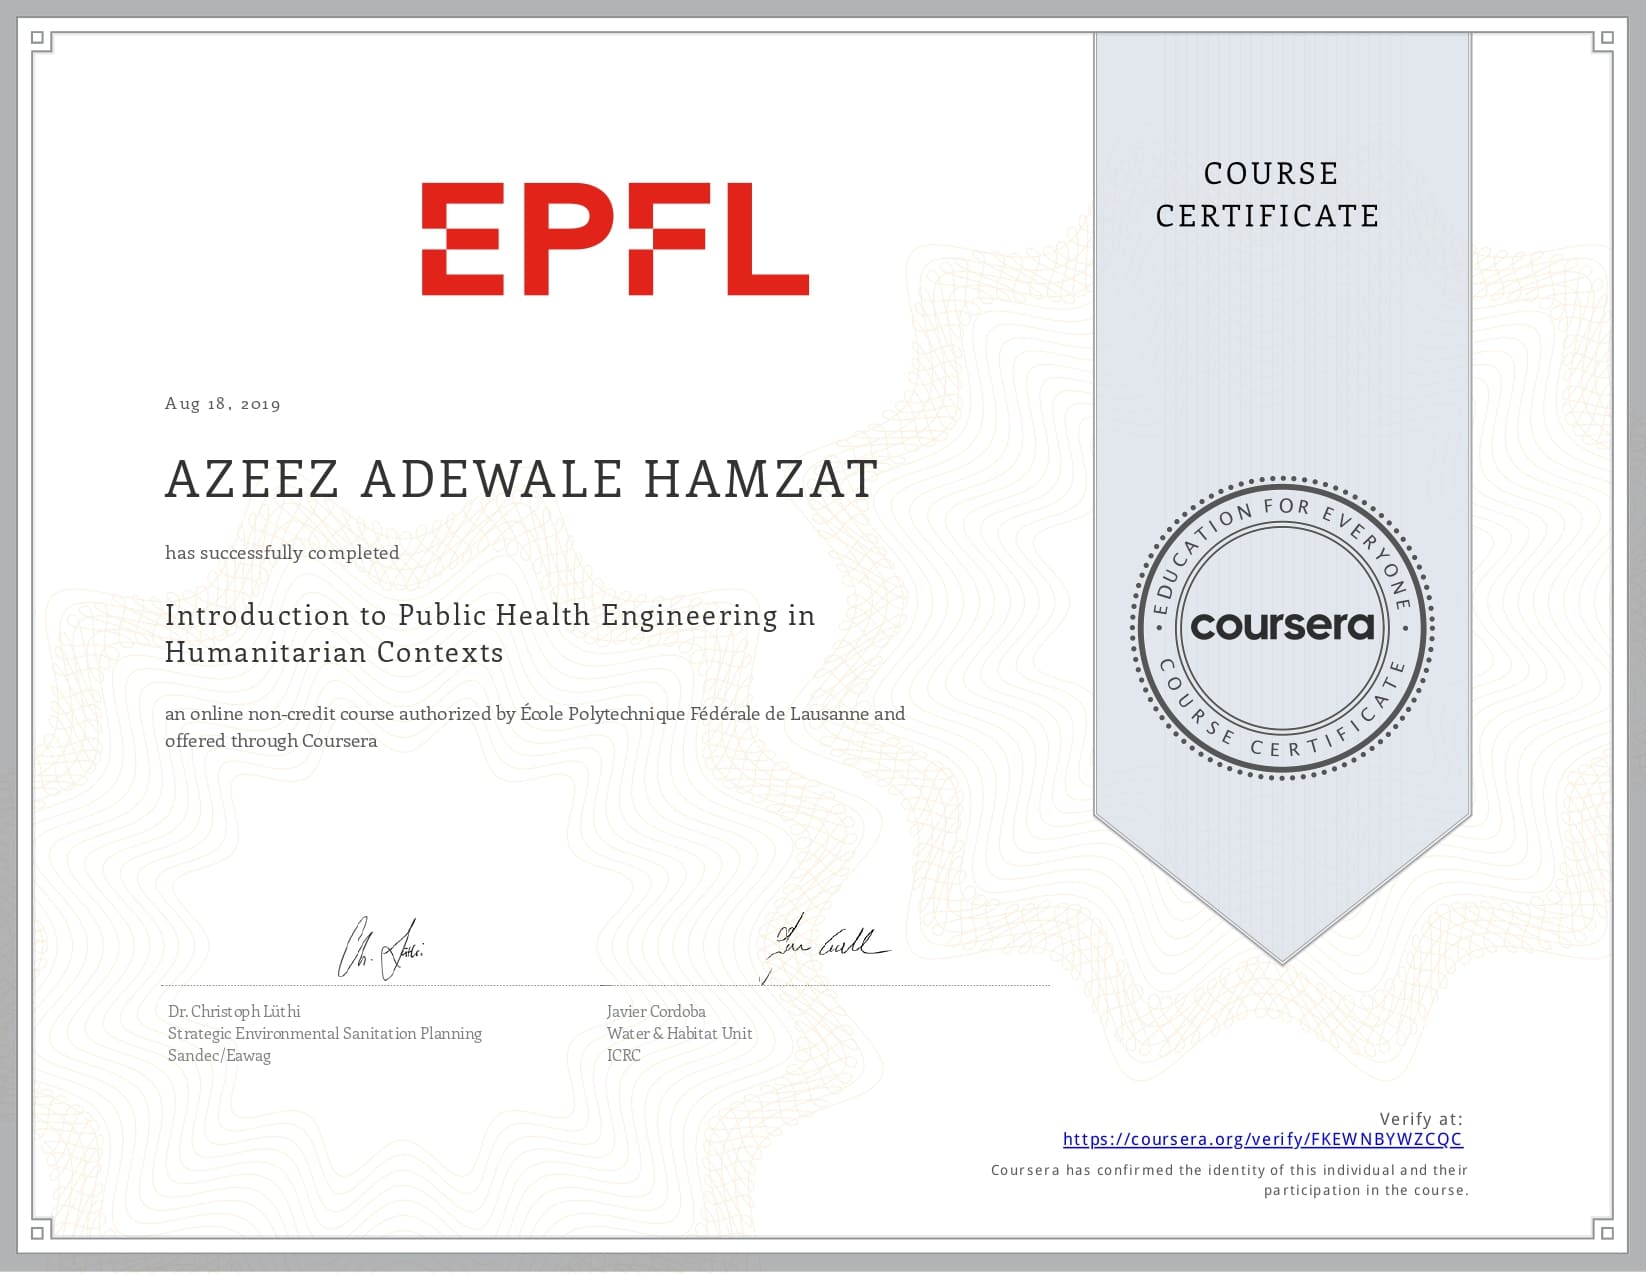 EPFL
COURSE
CERTIFICATE
Aug 18, 2019
AZEEZ ADEWALE HAMZAT
has successfully completed
Introduction to Public Health Engineering in
Humanitarian Contexts
an online non-credit course authorized by École Polytechnique Fédérale de Lausanne and
offered through Coursera
EDUCATION FOR EVERYONE
coursera
COURSE CERTIFICATE
Ch. Lüthi
Dr. Christoph Lüthi
Strategic Environmental Sanitation Planning
Sandec/Eawag
Javier Cordoba
Water & Habitat Unit
ICRC
Verify at:
https://coursera.org/verify/FKEWNBYWZCQC
Coursera has confirmed the identity of this individual and their
participation in the course.